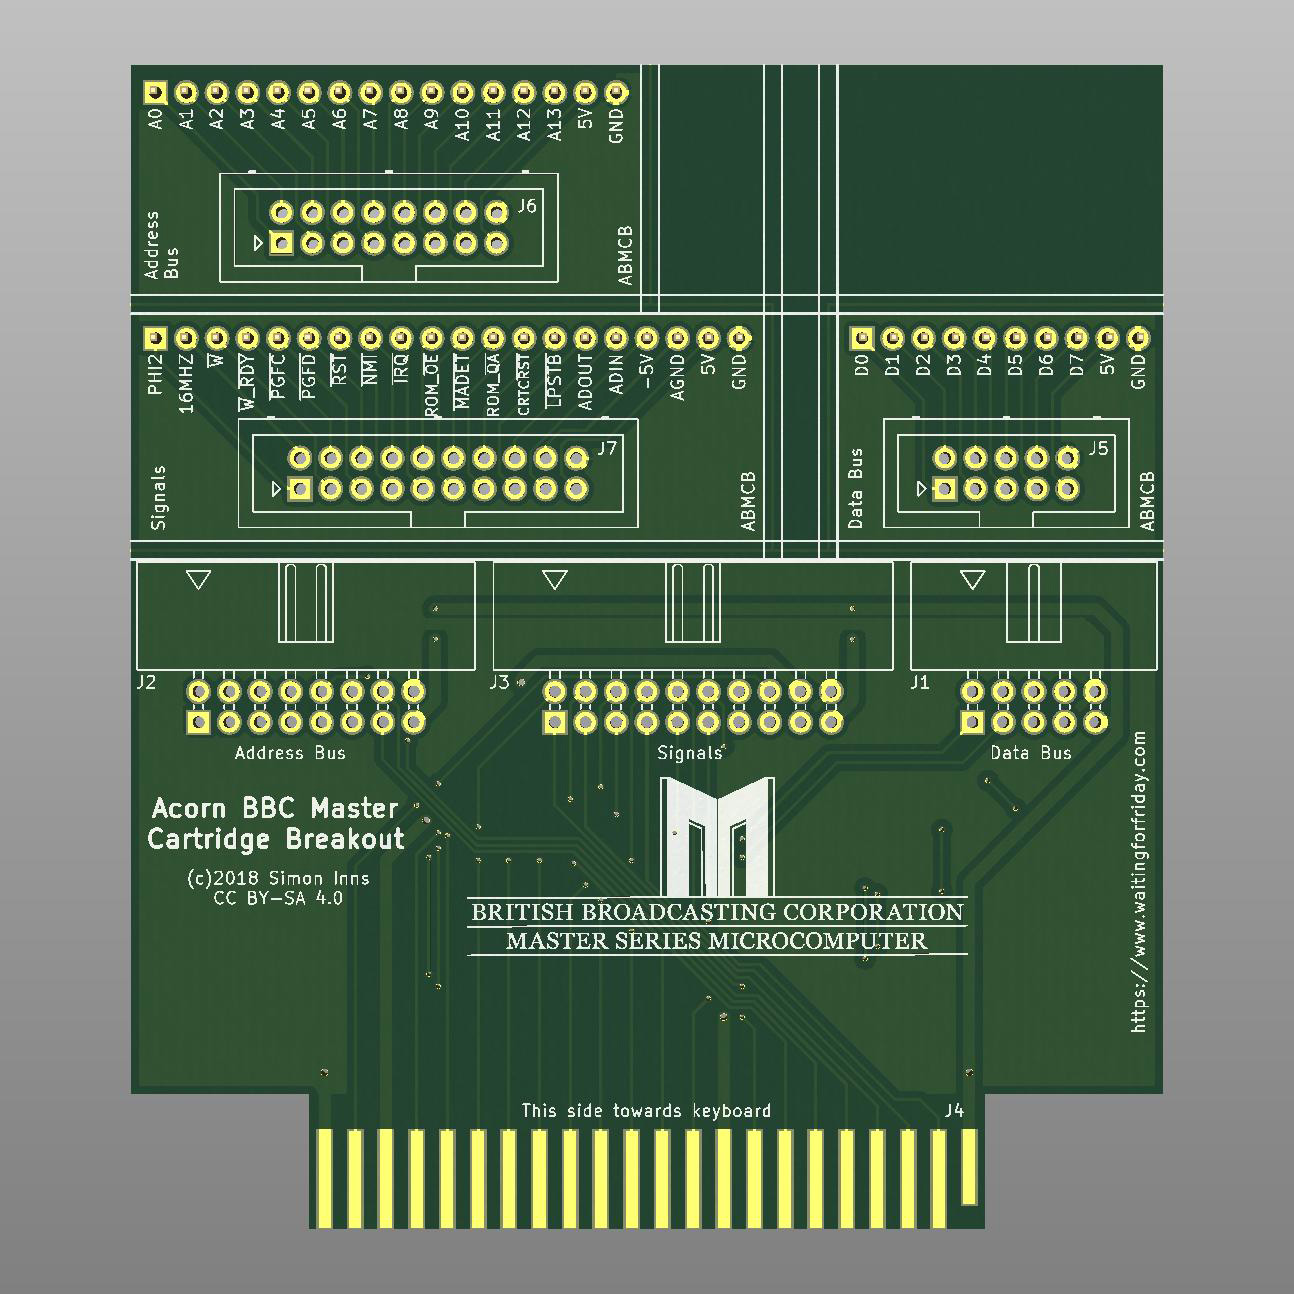 A0 A1 A2 A3 A4 A5 A6 A7 A8 A9 A10 A11 A12 A13 5V GND
J6
Address
Bus
ABMCB
PHI2 16MHZ W W_RDY PGFC PGFD RST NMI IRQ ROM_OE MADET ROM_QA CRTCRST LPSTB ADOUT ADIN -5V AGND 5V GND
J7
Signals
ABMCB
D0 D1 D2 D3 D4 D5 D6 D7 5V GND
J5
Data Bus
ABMCB
J2
J3
J1
Address Bus
Signals
Data Bus
Acorn BBC Master
Cartridge Breakout
(c)2018 Simon Inns
CC BY-SA 4.0
BRITISH BROADCASTING CORPORATION
MASTER SERIES MICROCOMPUTER
https://www.waitingforfriday.com
This side towards keyboard
J4